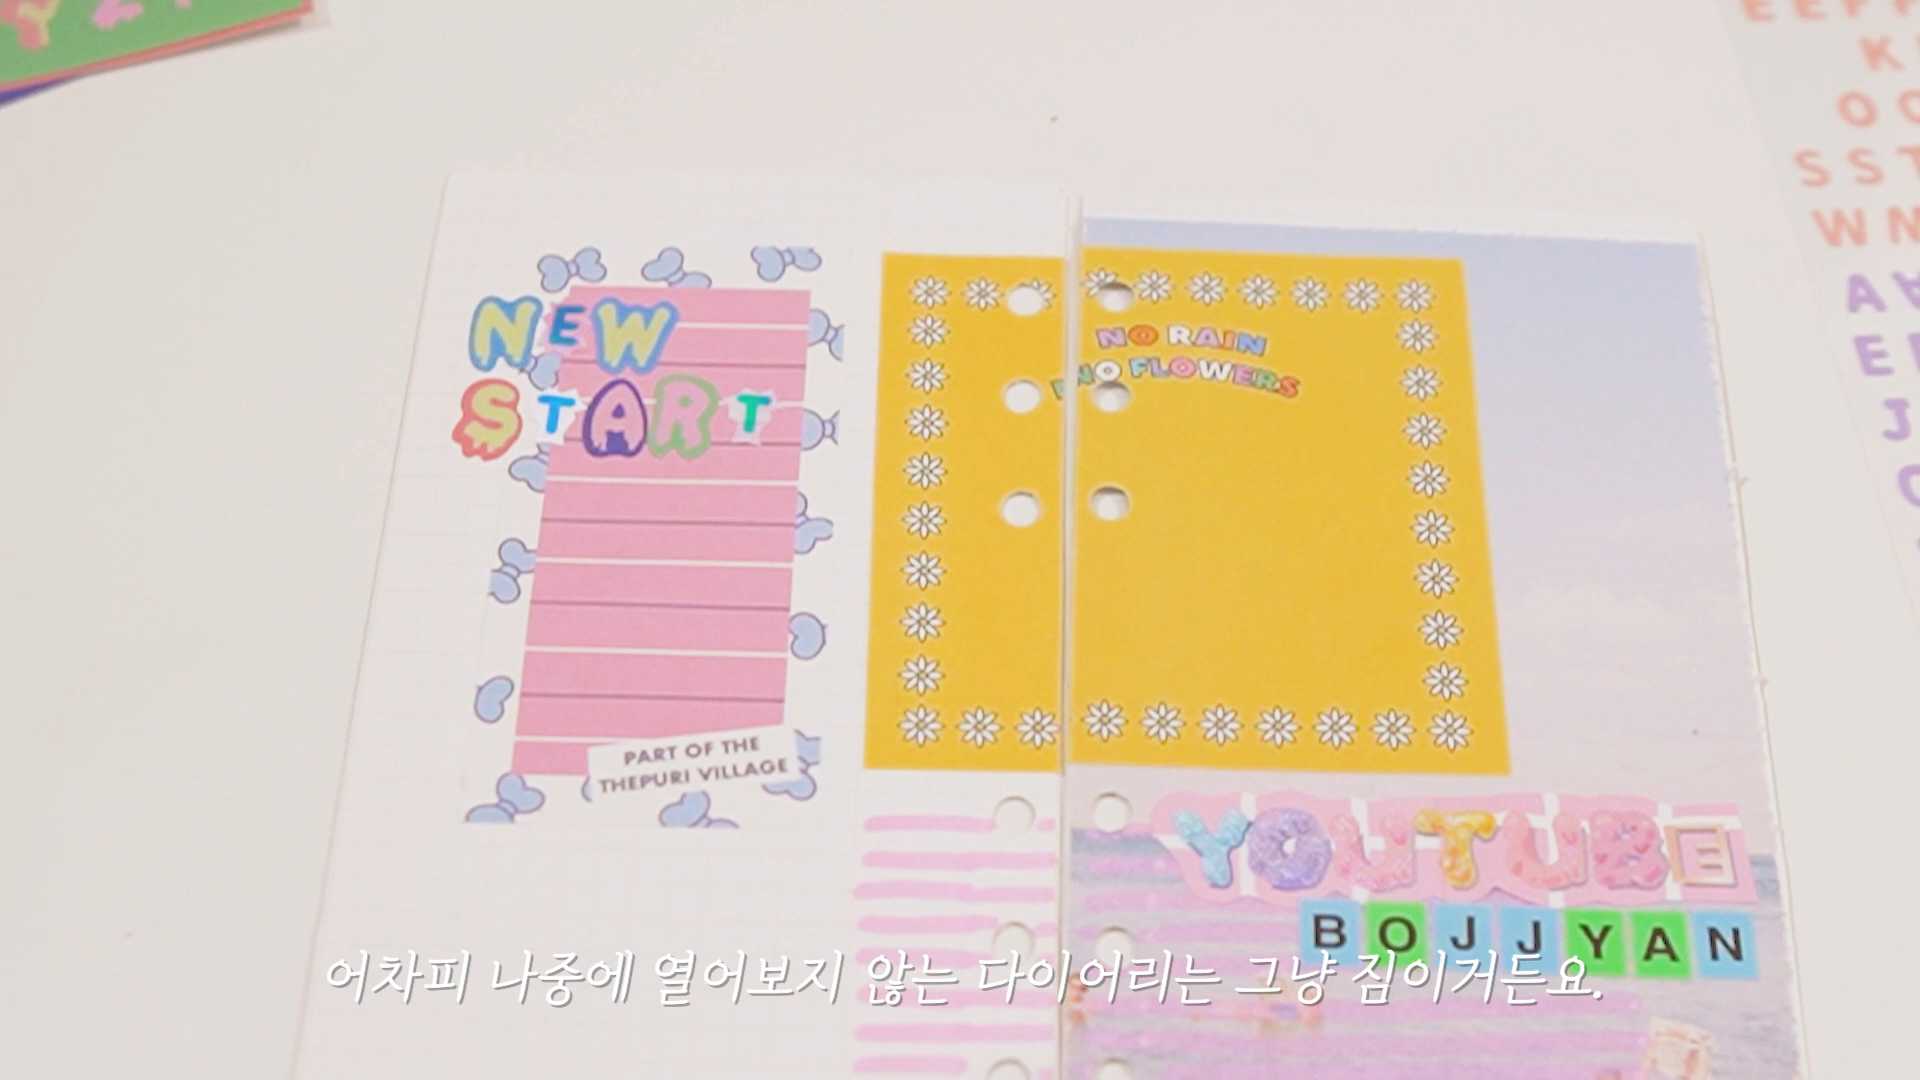 NEW
START
PART OF THE
THEPURI VILLAGE
NO RAIN
NO FLOWERS
YOUTUBE
BOJJYAN
어차피 나중에 열어보지 않는 다이어리는 그냥 짐이거든요.
K
S S T
W
A
E
J